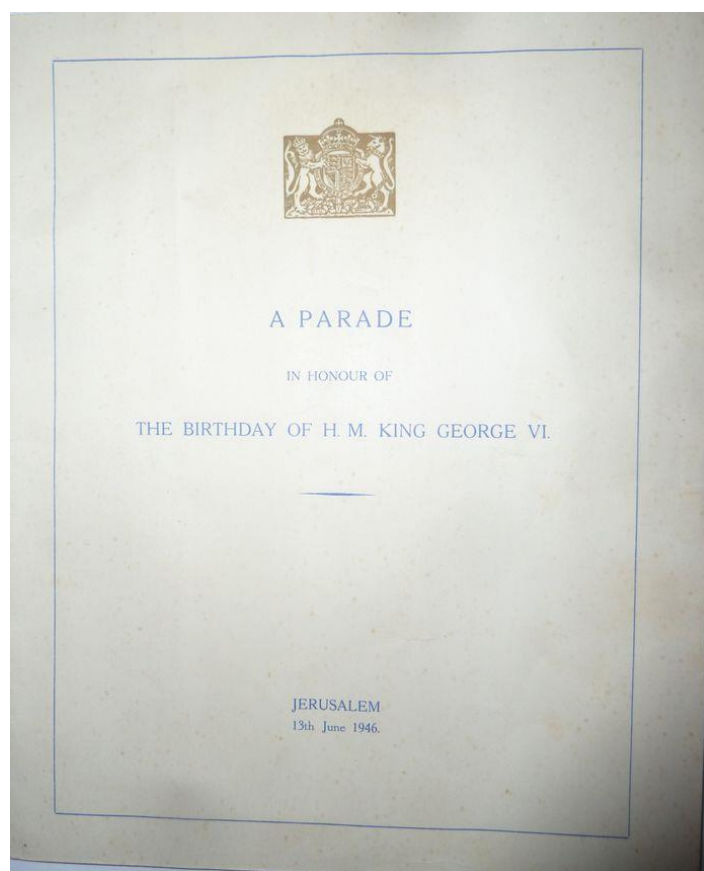 A PARADE
IN HONOUR OF
THE BIRTHDAY OF H. M. KING GEORGE VI.
JERUSALEM
13th June 1946.